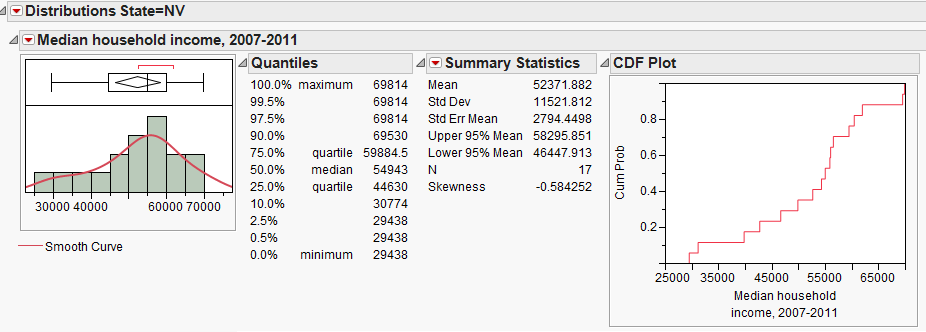 Distributions State=NV
Median household income, 2007-2011
30000 40000 60000 70000
Smooth Curve
Quantiles
100.0% maximum 69814
99.5% 69814
97.5% 69814
90.0% 69530
75.0% quartile 59884.5
50.0% median 54943
25.0% quartile 44630
10.0% 30774
2.5% 29438
0.5% 29438
0.0% minimum 29438
Summary Statistics
Mean 52371.882
Std Dev 11521.812
Std Err Mean 2794.4498
Upper 95% Mean 58295.851
Lower 95% Mean 46447.913
N 17
Skewness -0.584252
CDF Plot
Cum Prob
0.8
0.6
0.4
0.2
25000 35000 45000 55000 65000
Median household
income, 2007-2011